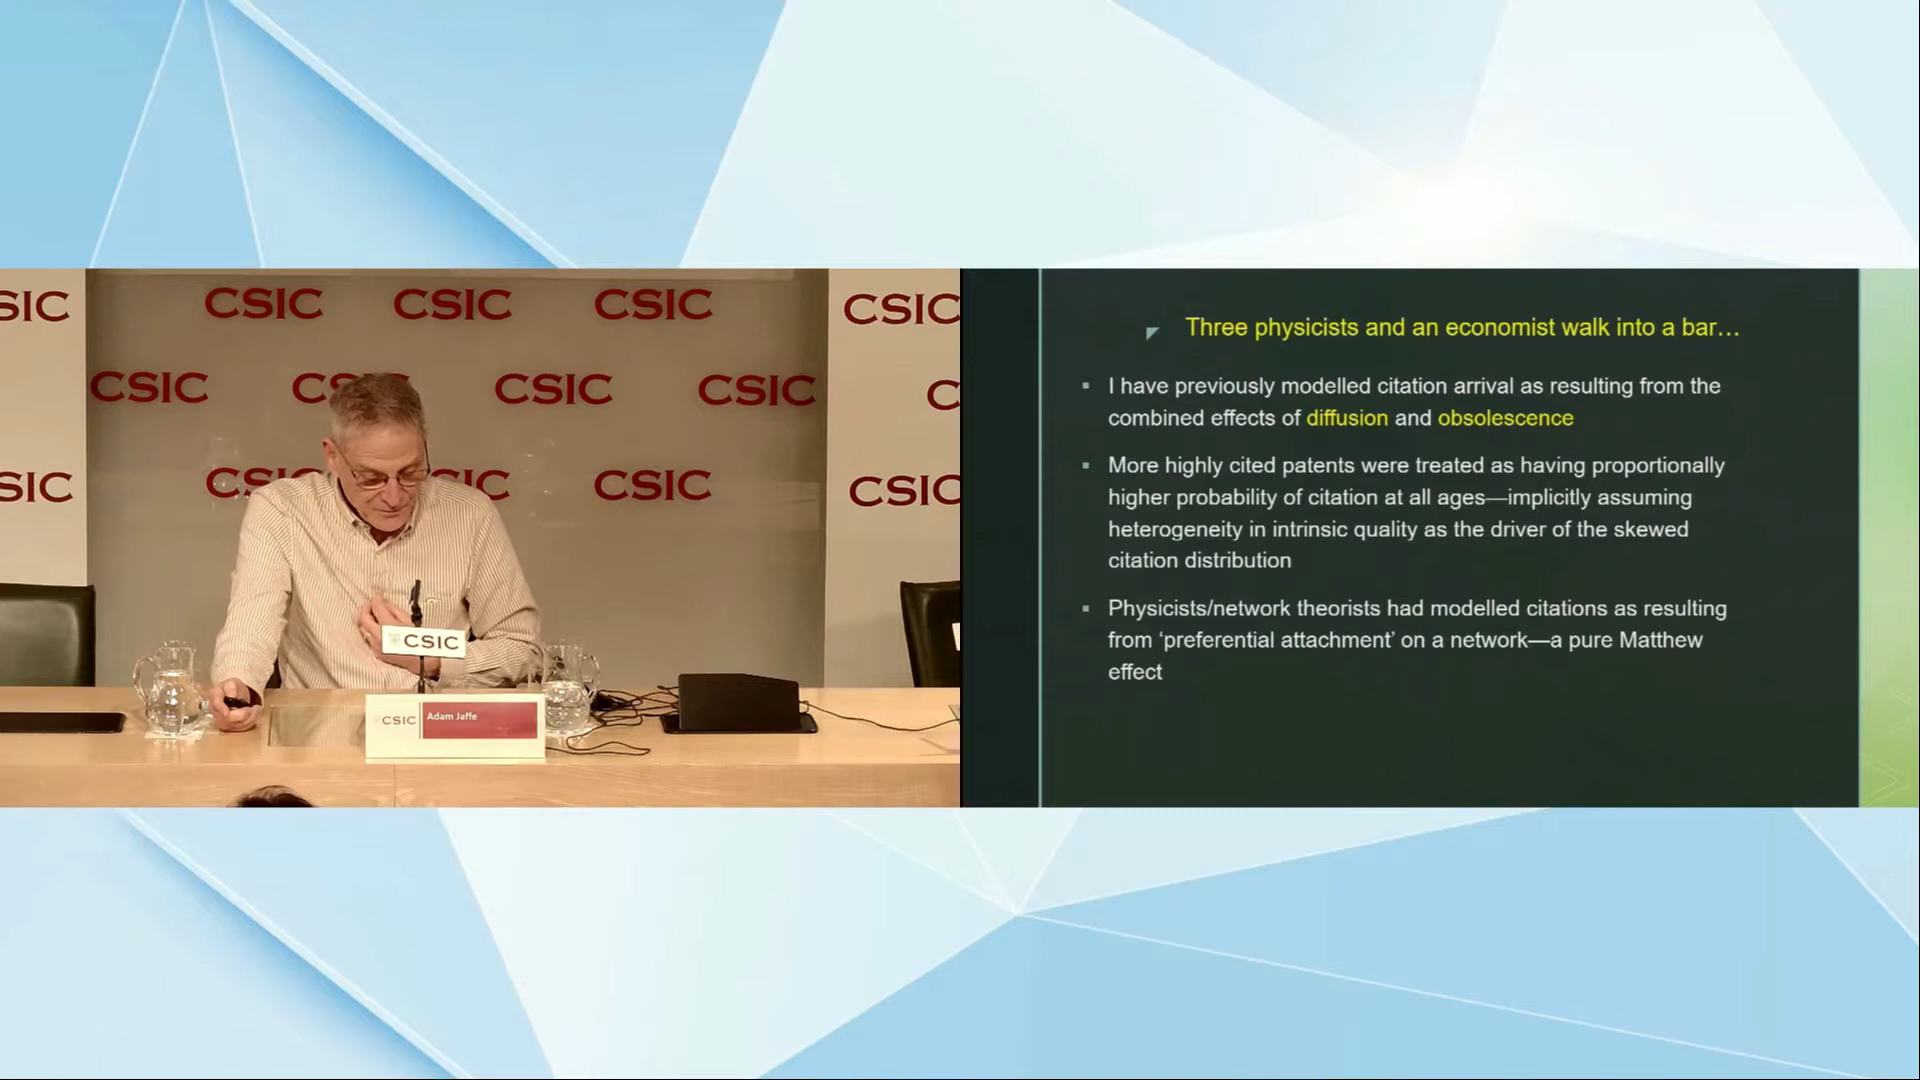 SIC CSIC CSIC CSIC CSIC
CSIC CSIC CSIC CSIC C
SIC CSIC CSIC CSIC CSIC
CSIC
CSIC Adam Jaffe
Three physicists and an economist walk into a bar…
I have previously modelled citation arrival as resulting from the
combined effects of diffusion and obsolescence
More highly cited patents were treated as having proportionally
higher probability of citation at all ages—implicitly assuming
heterogeneity in intrinsic quality as the driver of the skewed
citation distribution
Physicists/network theorists had modelled citations as resulting
from ‘preferential attachment’ on a network—a pure Matthew
effect